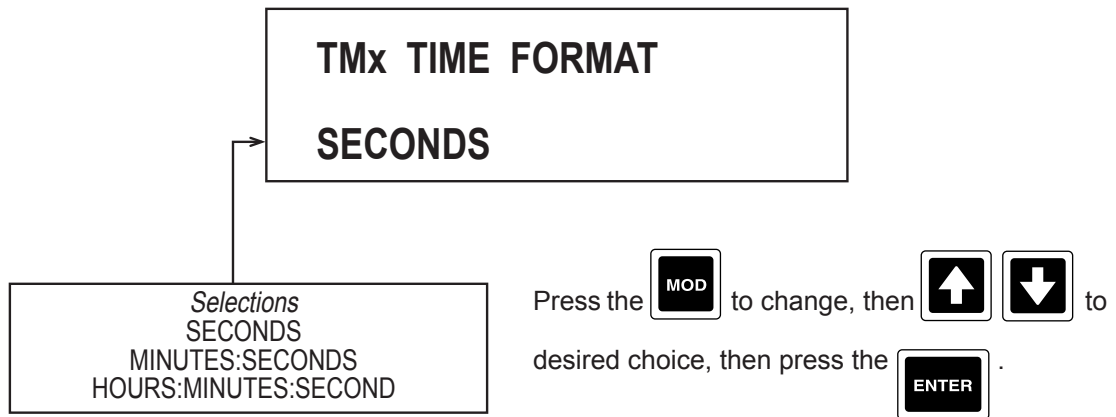 TMx TIME FORMAT
SECONDS
Selections
SECONDS
MINUTES:SECONDS
HOURS:MINUTES:SECOND
Press the MOD to change, then to
desired choice, then press the ENTER .